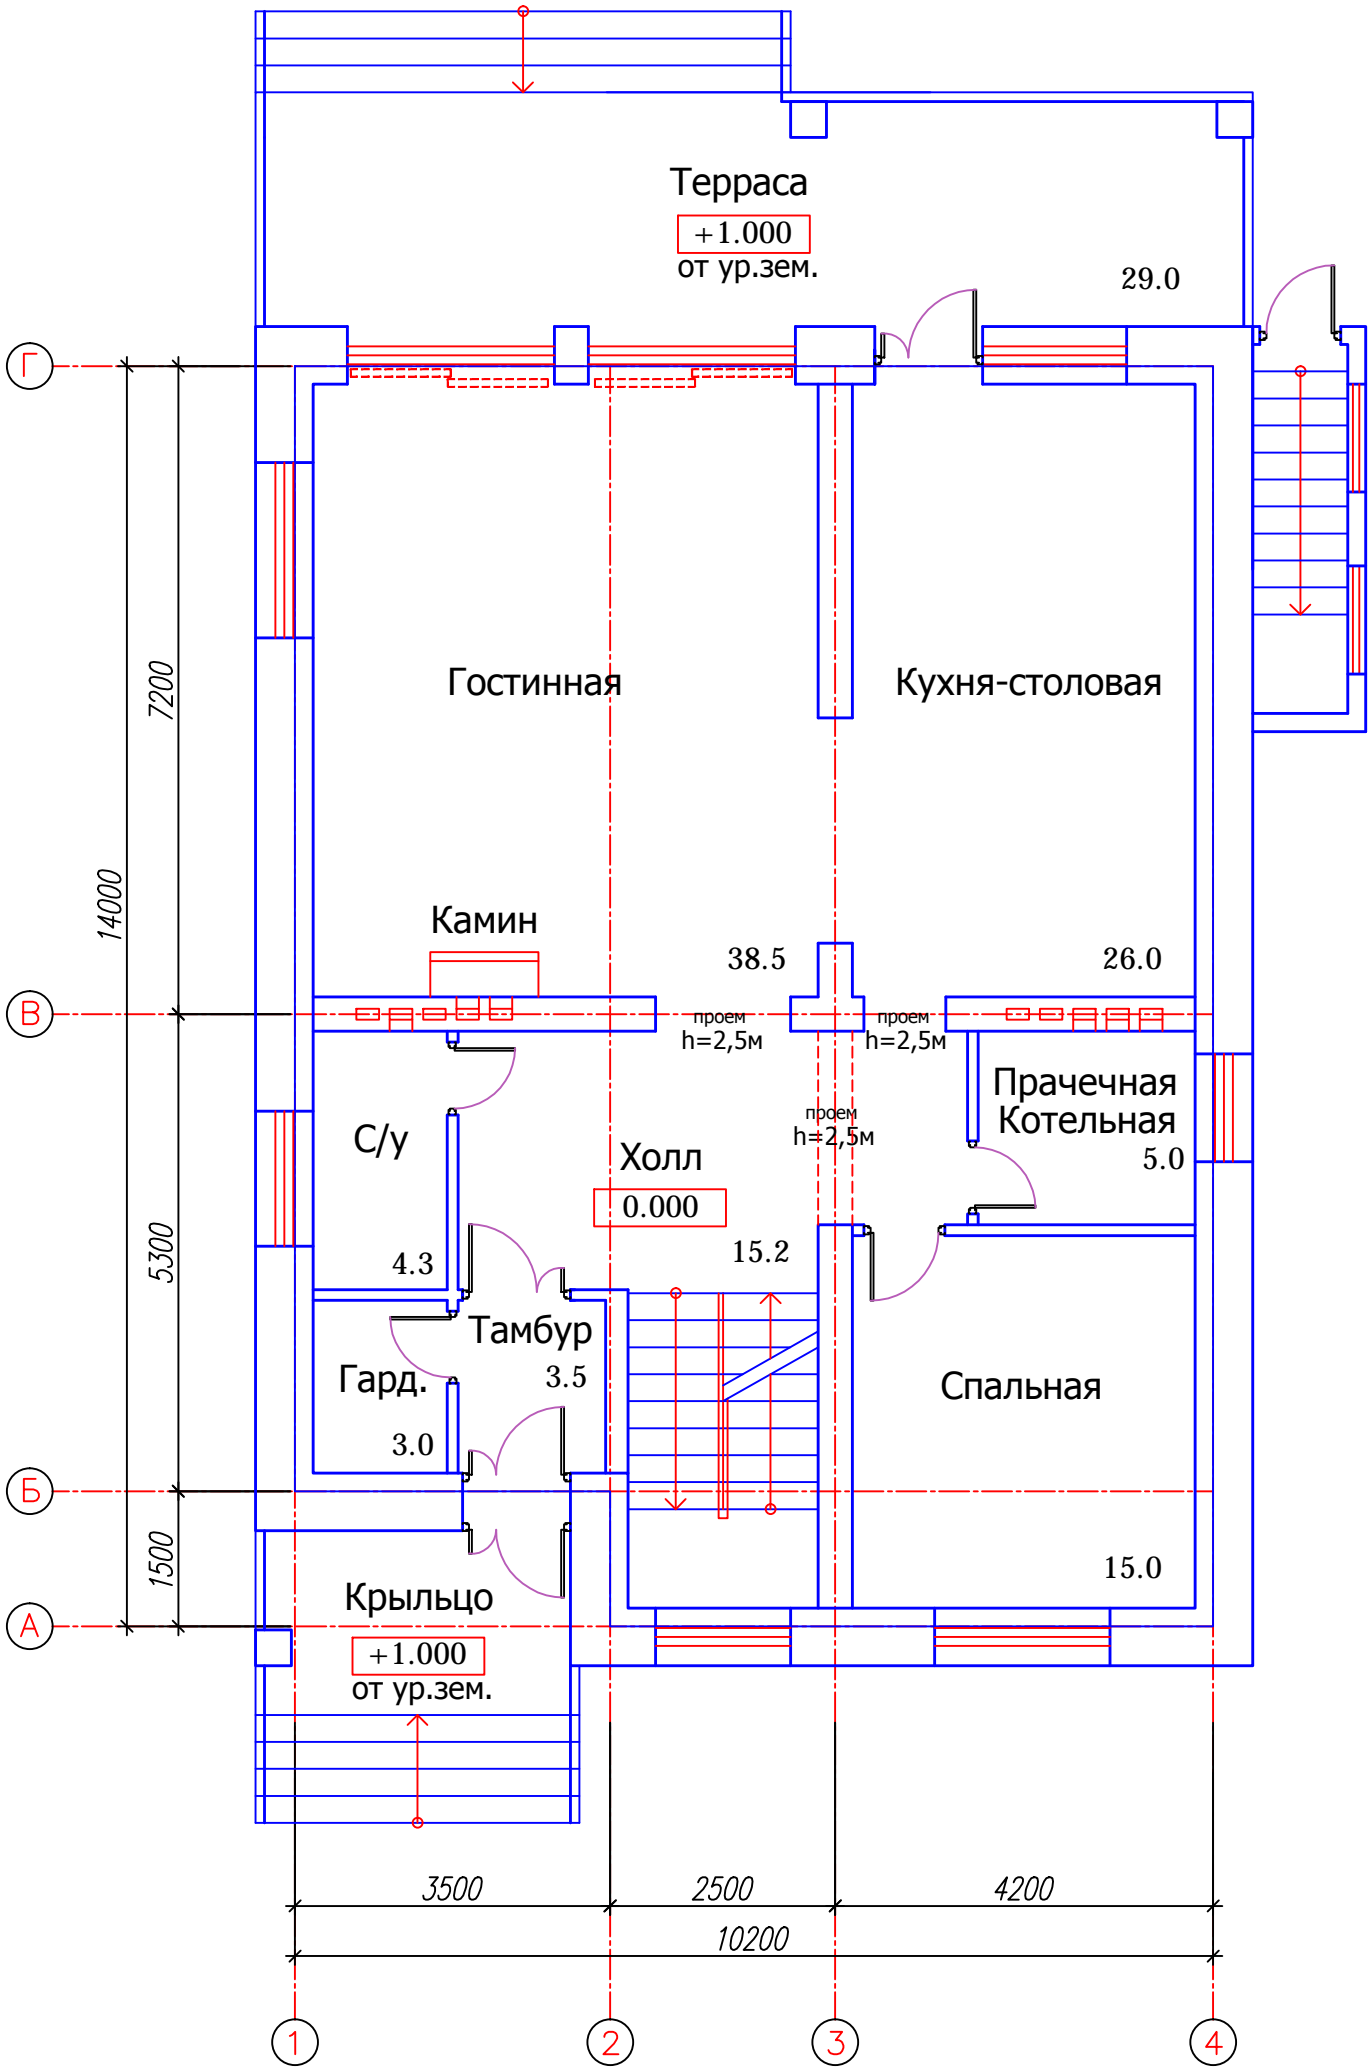 Терраса
+1.000
от ур.зем.
29.0
Г
7200
14000
Гостинная
Кухня-столовая
Камин
38.5
26.0
В
проем
h=2,5м
проем
h=2,5м
Прачечная
Котельная
5.0
проем
h=2,5м
С/у
Холл
0.000
15.2
4.3
5300
Тамбур
3.5
Гард.
3.0
Спальная
Б
1500
15.0
Крыльцо
А
+1.000
от ур.зем.
3500
2500
4200
10200
1
2
3
4